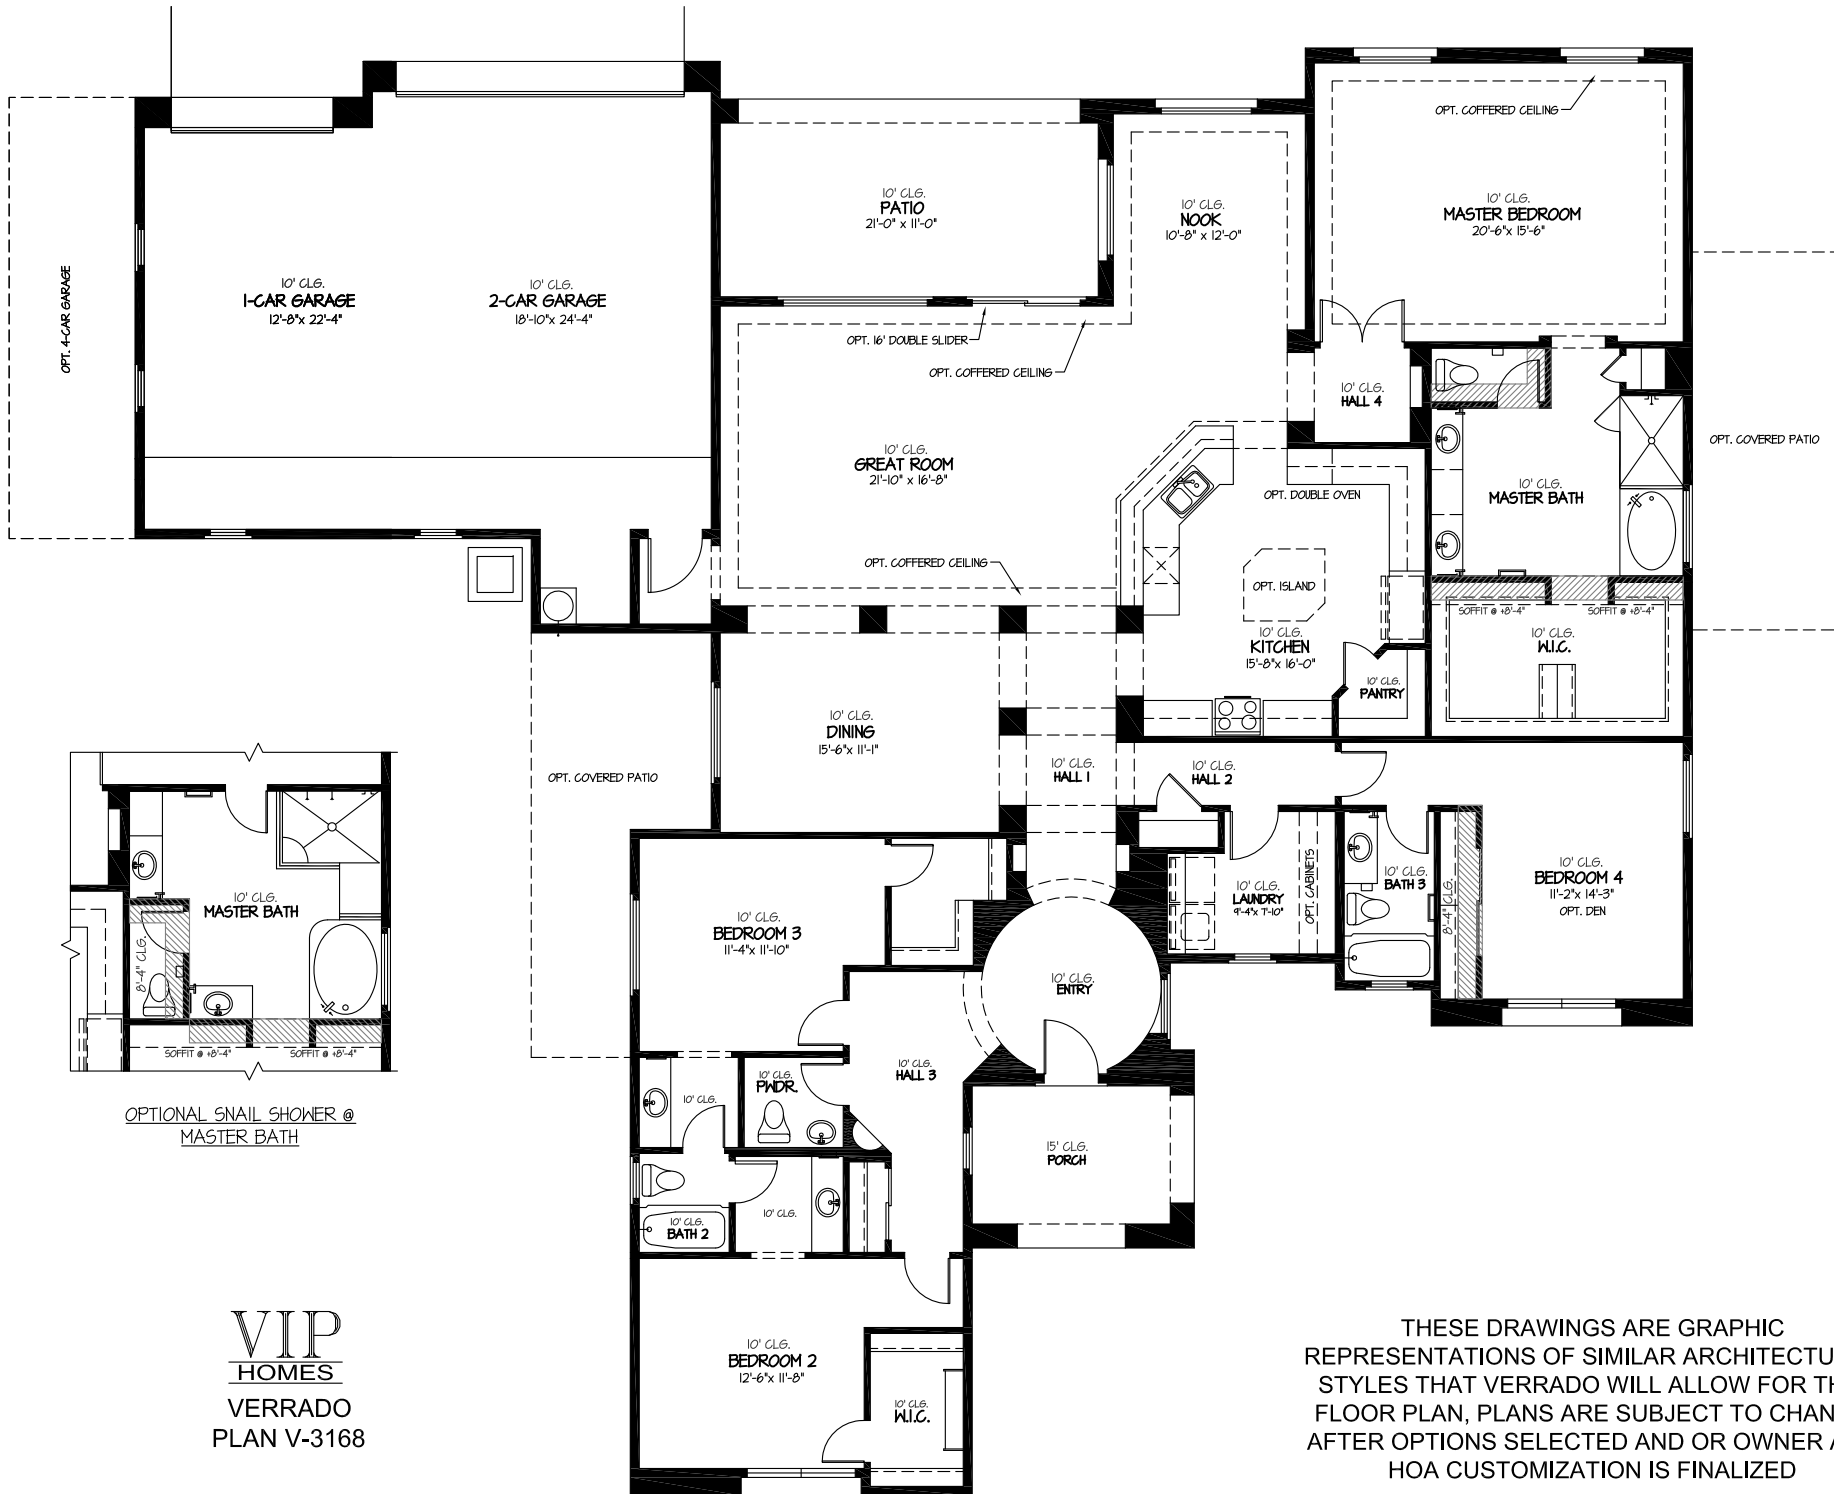 OPT. COFFERED CEILING
10' CLG.
PATIO
21'-0" x 11'-0"
10' CLG.
NOOK
10'-8" x 12'-0"
10' CLG.
MASTER BEDROOM
20'-6"x 15'-6"
OPT. 4-CAR GARAGE
10' CLG.
1-CAR GARAGE
12'-8"x 22'-4"
10' CLG.
2-CAR GARAGE
18'-10"x 24'-4"
OPT. 16' DOUBLE SLIDER
OPT. COFFERED CEILING
10' CLG.
HALL 4
OPT. COVERED PATIO
10' CLG.
GREAT ROOM
21'-10" x 16'-8"
OPT. DOUBLE OVEN
10' CLG.
MASTER BATH
OPT. COFFERED CEILING
OPT. ISLAND
SOFFIT @ +8'-4"
SOFFIT @ +8'-4"
10' CLG.
KITCHEN
15'-8"x 16'-0"
10' CLG.
W.I.C.
10' CLG.
PANTRY
10' CLG.
DINING
15'-6"x 11'-1"
OPT. COVERED PATIO
10' CLG.
HALL 1
10' CLG.
HALL 2
10' CLG.
MASTER BATH
8'-4" CLG.
SOFFIT @ +8'-4"
SOFFIT @ +8'-4"
OPTIONAL SNAIL SHOWER @
MASTER BATH
10' CLG.
BEDROOM 3
11'-4"x 11'-10"
10' CLG.
LAUNDRY
9'-4"x 7'-10"
OPT. CABINETS
10' CLG.
BATH 3
8'-4" CLG.
10' CLG.
BEDROOM 4
11'-2"x 14'-3"
OPT. DEN
10' CLG.
ENTRY
10' CLG.
HALL 3
10' CLG.
PWDR.
10' CLG.
15' CLG.
PORCH
10' CLG.
BATH 2
10' CLG.
10' CLG.
BEDROOM 2
12'-6"x 11'-8"
10' CLG.
W.I.C.
VIP
HOMES
VERRADO
PLAN V-3168
THESE DRAWINGS ARE GRAPHIC
REPRESENTATIONS OF SIMILAR ARCHITECTU
STYLES THAT VERRADO WILL ALLOW FOR TH
FLOOR PLAN, PLANS ARE SUBJECT TO CHAN
AFTER OPTIONS SELECTED AND OR OWNER A
HOA CUSTOMIZATION IS FINALIZED